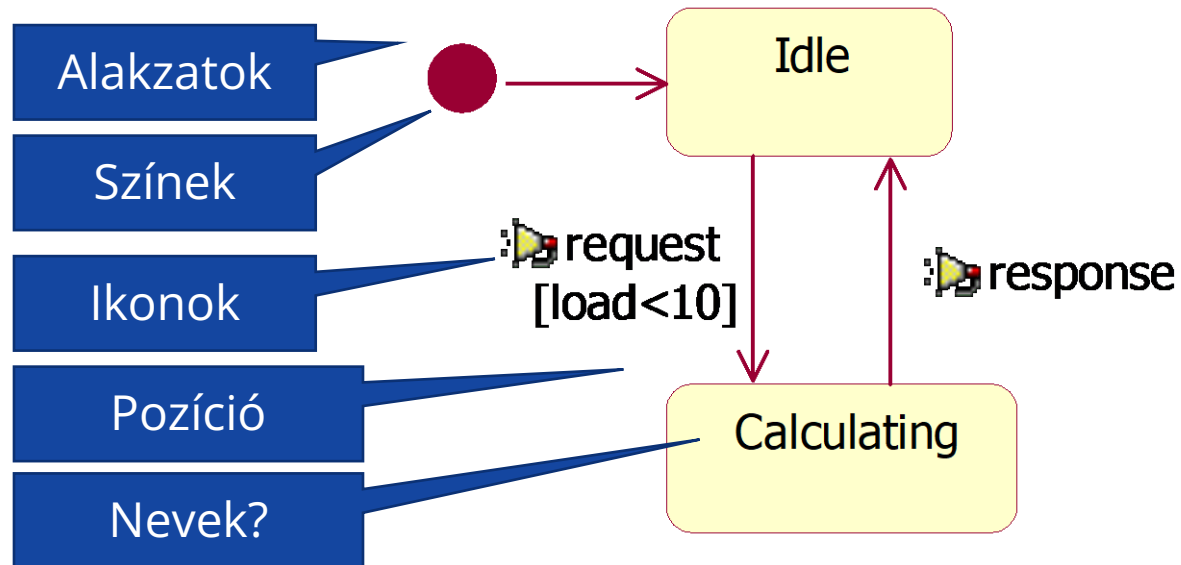 Alakzatok
Színek
Ikonok
Pozíció
Nevek?
Idle
request
[load<10]
response
Calculating